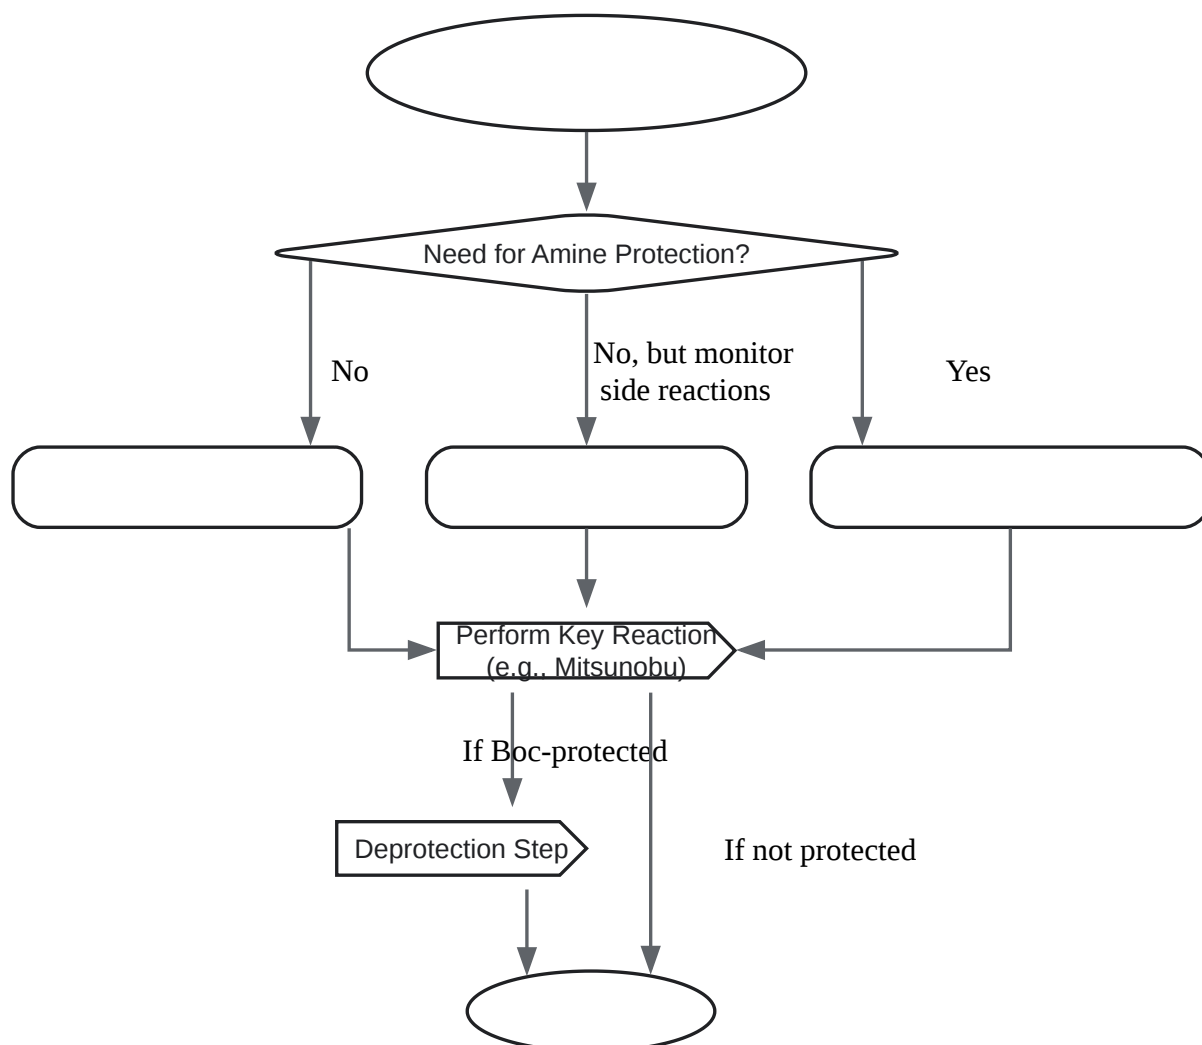 Need for Amine Protection?
No
No, but monitor
side reactions
Yes
Perform Key Reaction
(e.g., Mitsunobu)
If Boc-protected
Deprotection Step
If not protected